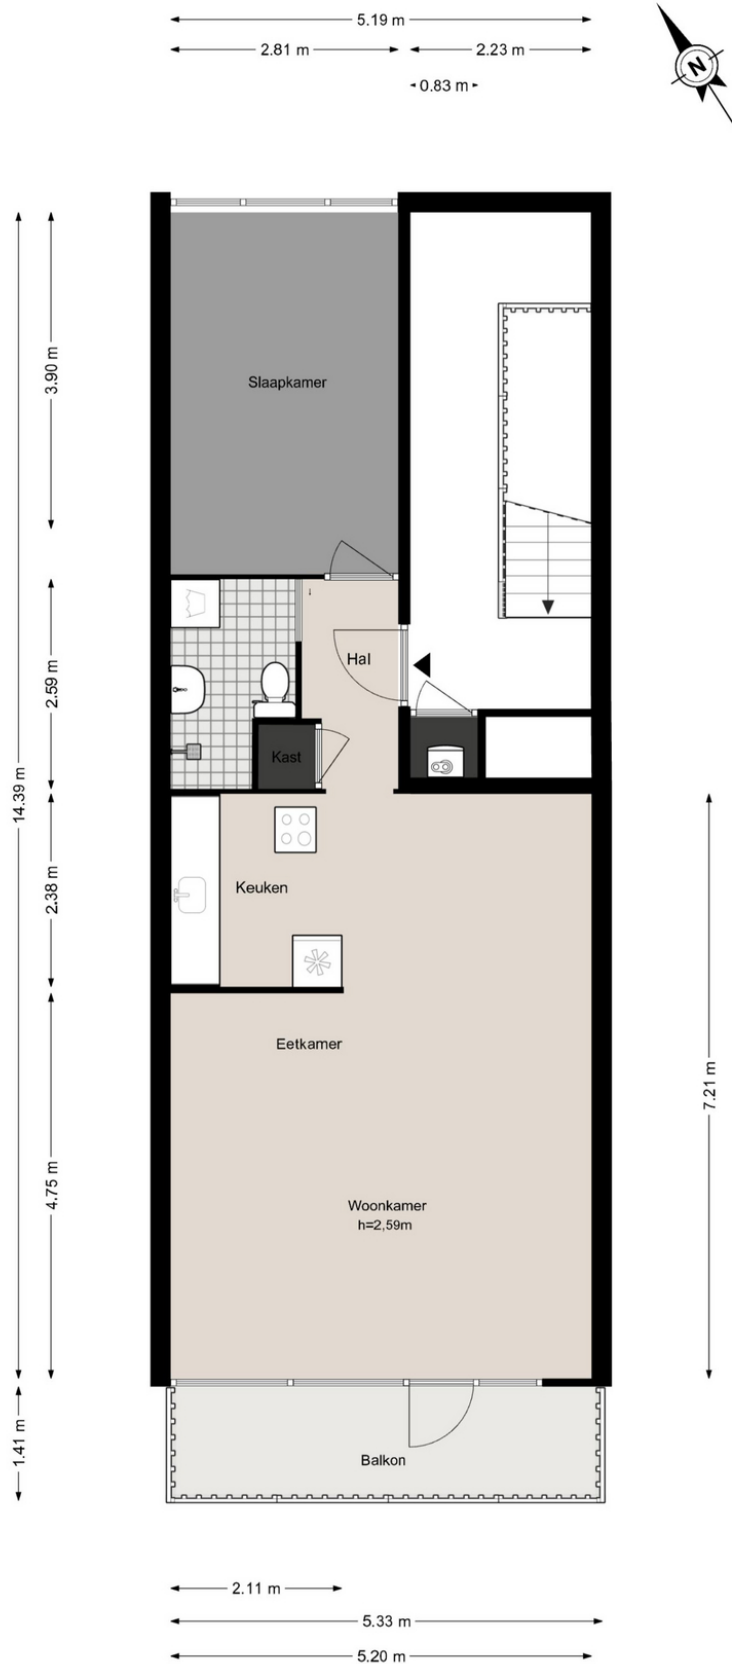 5.19 m
2.81 m
2.23 m
0.83 m
N
3.90 m
Slaapkamer
2.59 m
Hal
Kast
14.39 m
2.38 m
Keuken
Eetkamer
7.21 m
4.75 m
Woonkamer
h=2,59m
1.41 m
Balkon
2.11 m
5.33 m
5.20 m